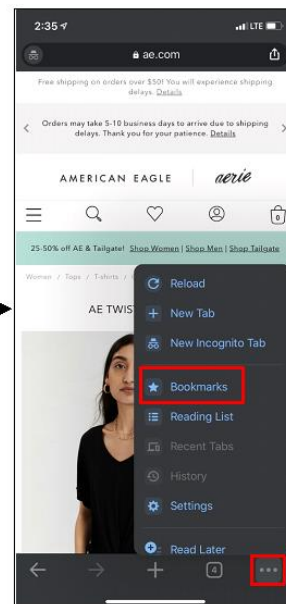 2:35
LTE
ae.com
Free shipping on orders over $50! You will experience shipping
delays. Details
Orders may take 5-10 business days to arrive due to shipping
delays. Thank you for your patience. Details
AMERICAN EAGLE
aerie
0
25-50% off AE & Tailgate! Shop Women | Shop Men | Shop Tailgate
Women / Tops / T-shirts /
AE TWIS
Reload
New Tab
New Incognito Tab
Bookmarks
Reading List
Recent Tabs
History
Settings
Read Later
4